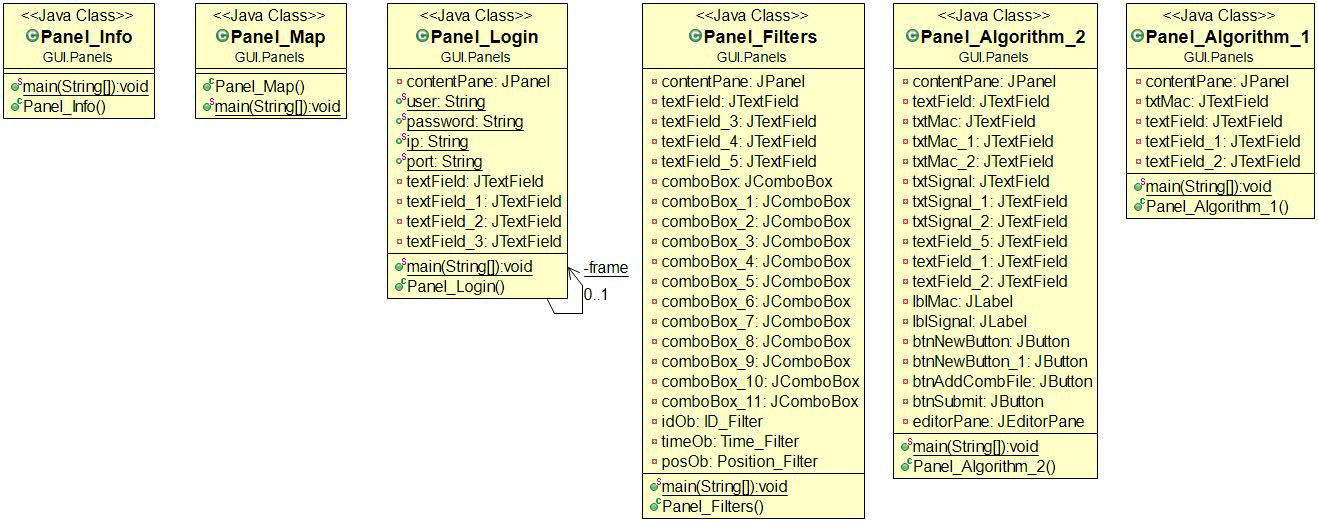 <<Java Class>>
Panel_Info
GUI.Panels
main(String[]):void
Panel_Info()
<<Java Class>>
Panel_Map
GUI.Panels
Panel_Map()
main(String[]):void
<<Java Class>>
Panel_Login
GUI.Panels
contentPane: JPanel
user: String
password: String
ip: String
port: String
textField: JTextField
textField_1: JTextField
textField_2: JTextField
textField_3: JTextField
main(String[]):void
Panel_Login()
-frame
0..1
<<Java Class>>
Panel_Filters
GUI.Panels
contentPane: JPanel
textField: JTextField
textField_3: JTextField
textField_4: JTextField
textField_5: JTextField
comboBox: JComboBox
comboBox_1: JComboBox
comboBox_2: JComboBox
comboBox_3: JComboBox
comboBox_4: JComboBox
comboBox_5: JComboBox
comboBox_6: JComboBox
comboBox_7: JComboBox
comboBox_8: JComboBox
comboBox_9: JComboBox
comboBox_10: JComboBox
comboBox_11: JComboBox
idOb: ID_Filter
timeOb: Time_Filter
posOb: Position_Filter
main(String[]):void
Panel_Filters()
<<Java Class>>
Panel_Algorithm_2
GUI.Panels
contentPane: JPanel
textField: JTextField
txtMac: JTextField
txtMac_1: JTextField
txtMac_2: JTextField
txtSignal: JTextField
txtSignal_1: JTextField
txtSignal_2: JTextField
textField_5: JTextField
textField_1: JTextField
textField_2: JTextField
lblMac: JLabel
lblSignal: JLabel
btnNewButton: JButton
btnNewButton_1: JButton
btnAddCombFile: JButton
btnSubmit: JButton
editorPane: JEditorPane
main(String[]):void
Panel_Algorithm_2()
<<Java Class>>
Panel_Algorithm_1
GUI.Panels
contentPane: JPanel
txtMac: JTextField
textField: JTextField
textField_1: JTextField
textField_2: JTextField
main(String[]):void
Panel_Algorithm_1()